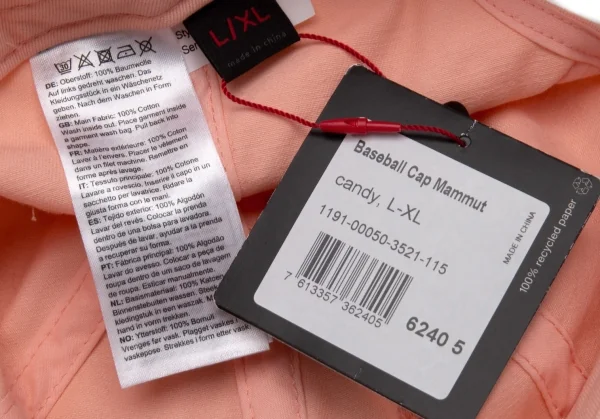 L/XL
made in china
Sty
Se
30
DE: Oberstoff: 100% Baumwolle
Auf links gedreht waschen. Das
Kleidungsstück in ein Wäschenetz
geben. Nach dem Waschen in Form
ziehen.
GB: Main Fabric: 100% Cotton
Wash inside out. Place garment inside
a garment wash bag. Pull back into
shape.
FR: Matière extérieure: 100% Coton
Laver à l'envers. Placer le vêtement
dans un filet machine. Remettre en
forme après lavage.
IT: Tessuto principale: 100% Cotone
Lavare a rovescio. Inserire il capo in un
sacchetto per lavatrice. Ridare la
giusta forma con le mani.
ES: Tejido exterior: 100% Algodón
Lavar del revés. Colocar la prenda
dentro de una bolsa para lavadora
Después de lavar, ayudar a la prenda
a recuperar su forma.
PT: Fábrica principal: 100% Algodão
Lavar do avesso. Colocar a peça de
roupa dentro de um saco de lavagem
de roupa. Esticar manualmente.
NL: Basismateriaal: 100% Katoen
Binnenstebuiten wassen. Stop
kledingstuk in een
hand in vorm trekken.
NO: Ytterstoff: 100% Bomull
Vrenges før vask. Plagget vaskes
vaskepose. Strekkes i form etter vask
Baseball Cap Mammut
candy, L-XL
1191-00050-3521-115
7 613357 362405
6240 5
MADE IN CHINA
100% recycled paper